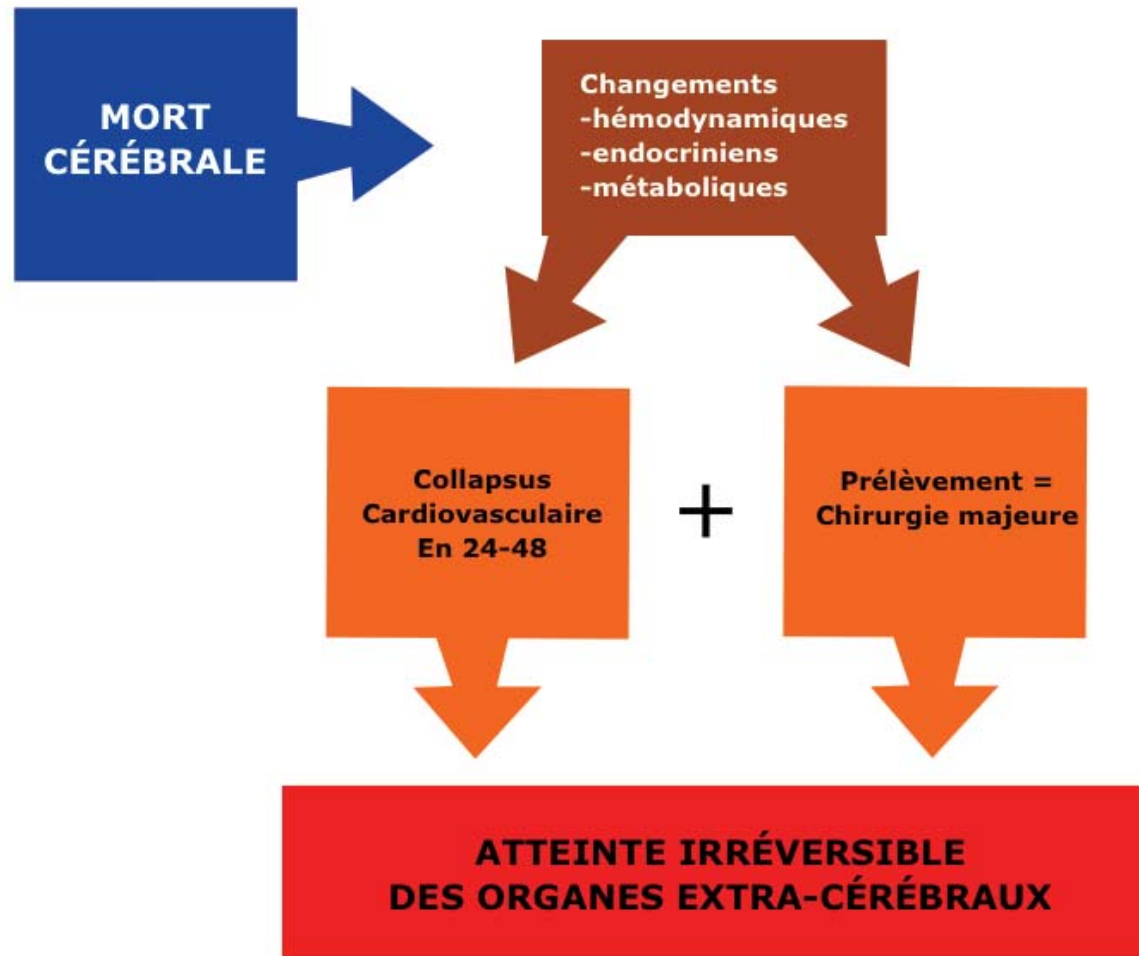 MORT
CÉRÉBRALE
Changements
-hémodynamiques
-endocriniens
-métaboliques
Collapsus
Cardiovasculaire
En 24-48
+
Prélèvement =
Chirurgie majeure
ATTEINTE IRRÉVERSIBLE
DES ORGANES EXTRA-CÉRÉBRAUX